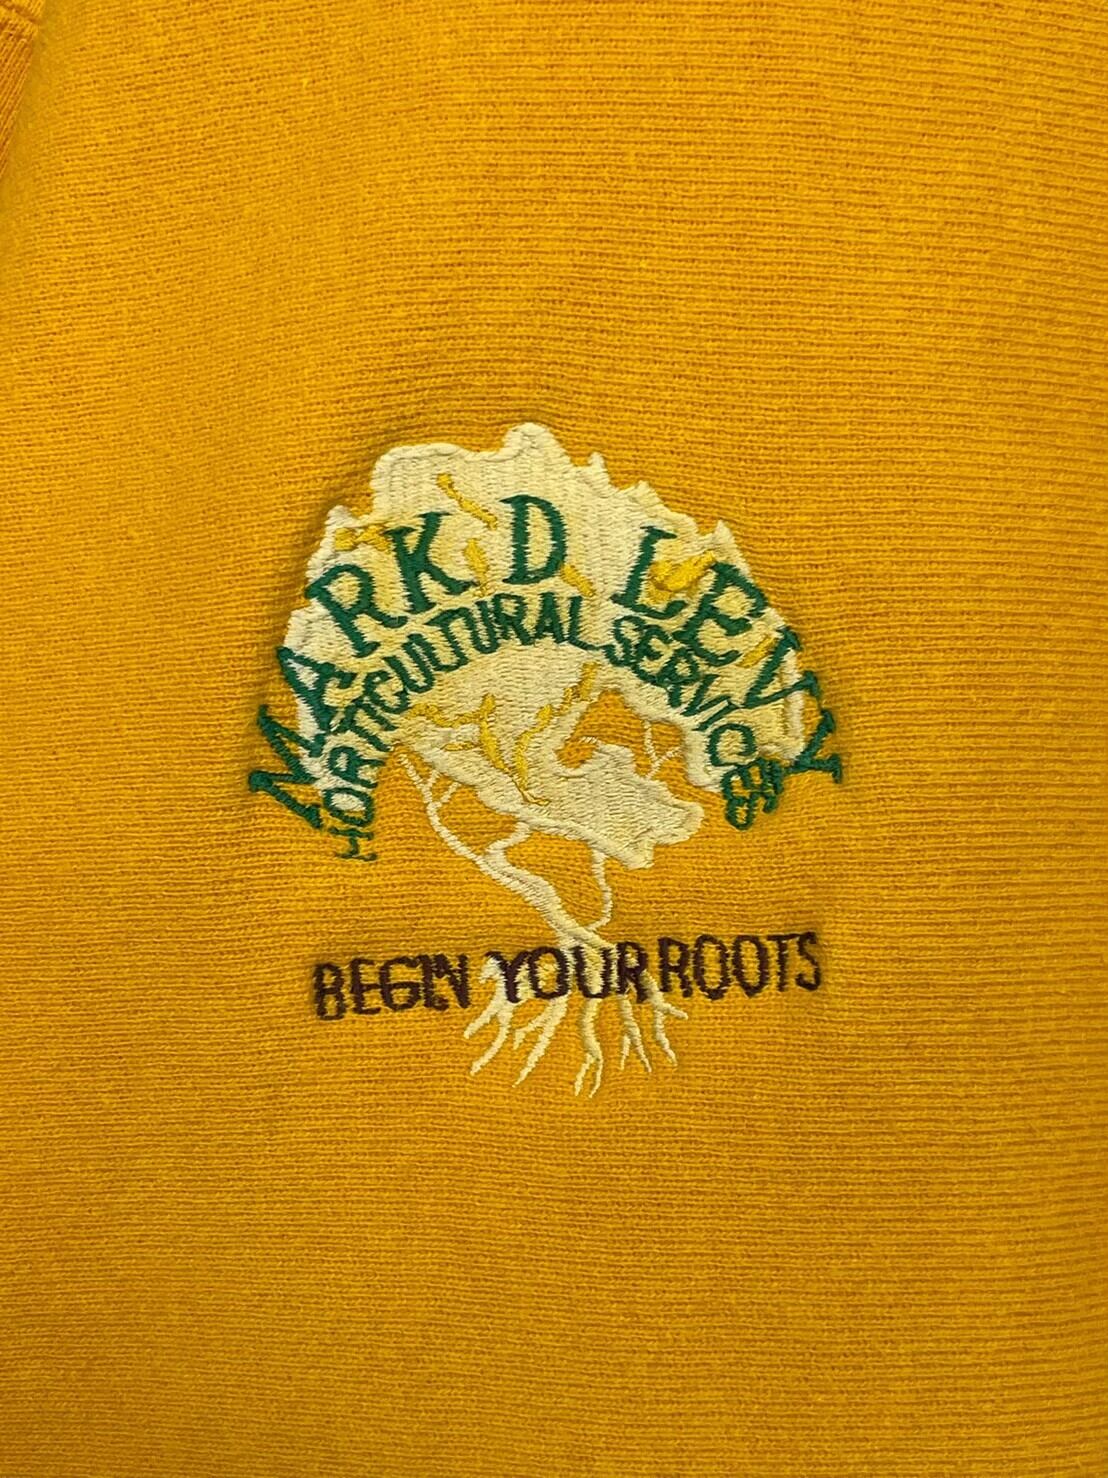 MARK D LEVY
HORTICULTURAL SERVICES
BEGIN YOUR ROOTS